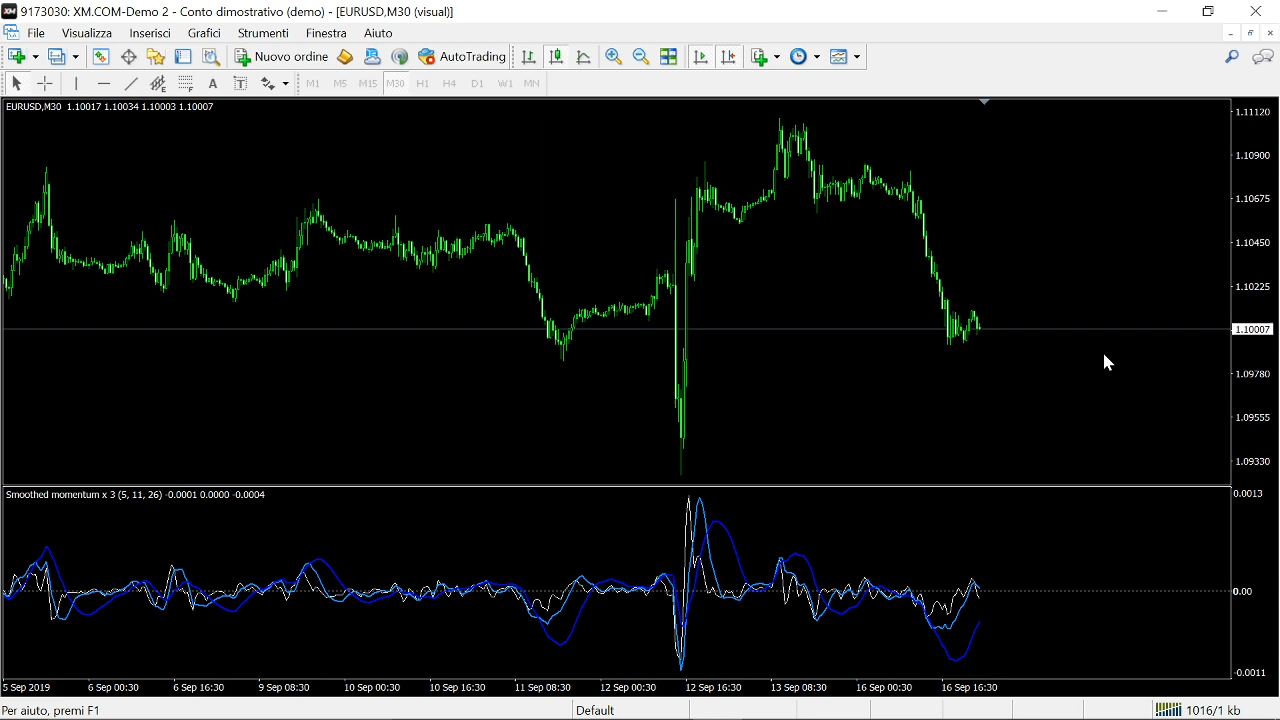 XM 9173030: XM.COM-Demo 2 - Conto dimostrativo (demo) - [EURUSD,M30 (visual)]
File Visualizza Inserisci Grafici Strumenti Finestra Aiuto
Nuovo ordine AutoTrading
A T M1 M5 M15 M30 H1 H4 D1 W1 MN
EURUSD,M30 1.10017 1.10034 1.10003 1.10007
1.11120
1.10900
1.10675
1.10450
1.10225
1.10007
1.09780
1.09555
1.09330
Smoothed momentum x 3 (5, 11, 26) -0.0001 0.0000 -0.0004
0.0013
0.00
-0.0011
5 Sep 2019 6 Sep 00:30 6 Sep 16:30 9 Sep 08:30 10 Sep 00:30 10 Sep 16:30 11 Sep 08:30 12 Sep 00:30 12 Sep 16:30 13 Sep 08:30 16 Sep 00:30 16 Sep 16:30
Per aiuto, premi F1 Default 1016/1 kb